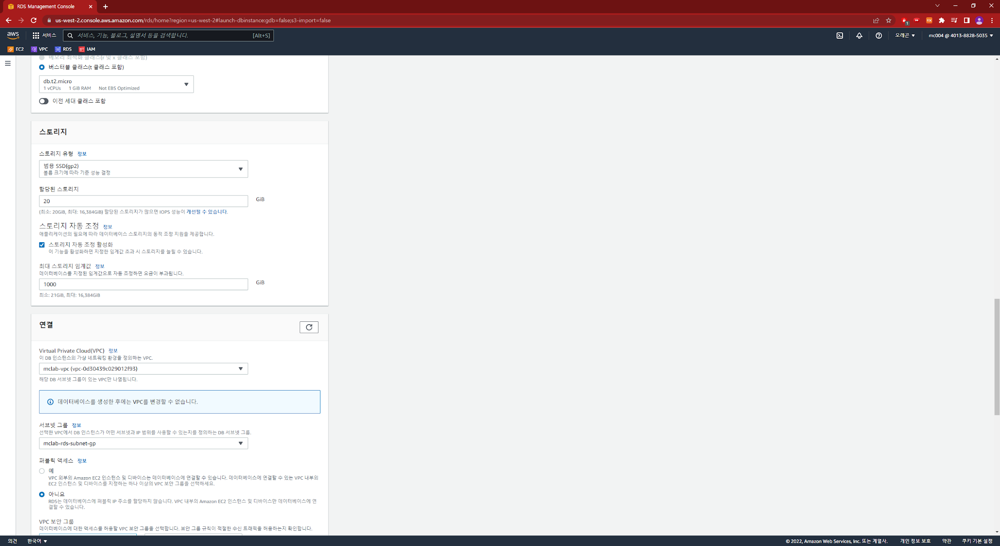 RDS Management Console
us-west-2.console.aws.amazon.com/rds/home?region=us-west-2#launch-dbinstance:gdb=false;s3-import=false
1
aws
서비스
서비스, 기능, 블로그, 설명서 등을 검색합니다.
[Alt+S]
오레곤
mc004 @ 4013-8828-5035
EC2
VPC
RDS
IAM
메모리 최적화 클래스(r 및 x 클래스 포함)
버스터블 클래스(t 클래스 포함)
db.t2.micro
1 vCPUs 1 GiB RAM Not EBS Optimized
이전 세대 클래스 포함
스토리지
스토리지 유형 정보
범용 SSD(gp2)
볼륨 크기에 따라 기준 성능 결정
할당된 스토리지
20
GiB
(최소: 20GiB, 최대: 16,384GiB) 할당된 스토리지가 많으면 IOPS 성능이 개선될 수 있습니다.
스토리지 자동 조정 정보
애플리케이션의 필요에 따라 데이터베이스 스토리지의 동적 조정 지원을 제공합니다.
스토리지 자동 조정 활성화
이 기능을 활성화하면 지정한 임계값 초과 시 스토리지를 늘릴 수 있습니다.
최대 스토리지 임계값 정보
데이터베이스를 지정된 임계값으로 자동 조정하면 요금이 부과됩니다.
1000
GiB
최소: 21GiB, 최대: 16,384GiB
연결
Virtual Private Cloud(VPC) 정보
이 DB 인스턴스의 가상 네트워킹 환경을 정의하는 VPC.
mclab-vpc (vpc-0d30439c029012f93)
해당 DB 서브넷 그룹이 있는 VPC만 나열됩니다.
데이터베이스를 생성한 후에는 VPC를 변경할 수 없습니다.
서브넷 그룹 정보
선택한 VPC에서 DB 인스턴스가 어떤 서브넷과 IP 범위를 사용할 수 있는지를 정의하는 DB 서브넷 그룹.
mclab-rds-subnet-gp
퍼블릭 액세스 정보
예
VPC 외부의 Amazon EC2 인스턴스 및 디바이스는 데이터베이스에 연결할 수 있습니다. 데이터베이스에 연결할 수 있는 VPC 내부의
EC2 인스턴스 및 디바이스를 지정하는 하나 이상의 VPC 보안 그룹을 선택하세요.
아니요
RDS는 데이터베이스에 퍼블릭 IP 주소를 할당하지 않습니다. VPC 내부의 Amazon EC2 인스턴스 및 디바이스만 데이터베이스에 연
결할 수 있습니다.
VPC 보안 그룹
데이터베이스에 대한 액세스를 허용할 VPC 보안 그룹을 선택합니다. 보안 그룹 규칙이 적절한 수신 트래픽을 허용하는지 확인합니다.
의견
한국어
© 2022, Amazon Web Services, Inc. 또는 계열사.
개인 정보 보호
약관
쿠키 기본 설정